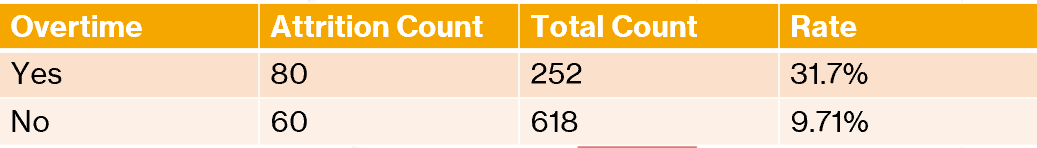 Overtime Attrition Count Total Count Rate
Yes 80 252 31.7%
No 60 618 9.71%